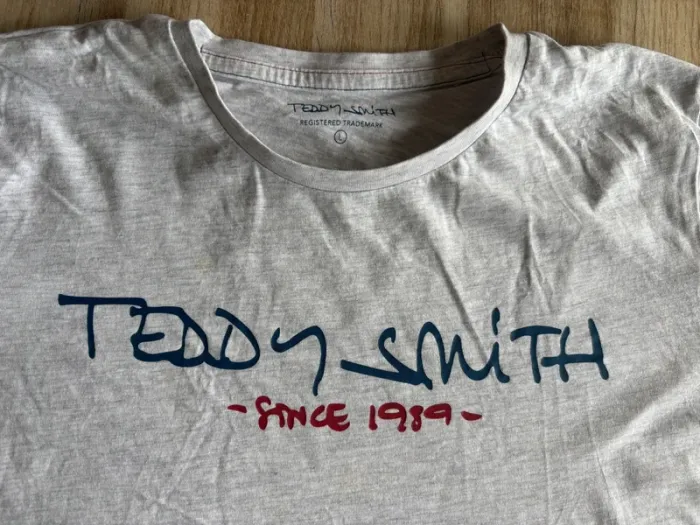 TEDDY SMiTH
REGISTERED TRADEMARK
L
TEDDY SMiTH
- SINCE 1989 -